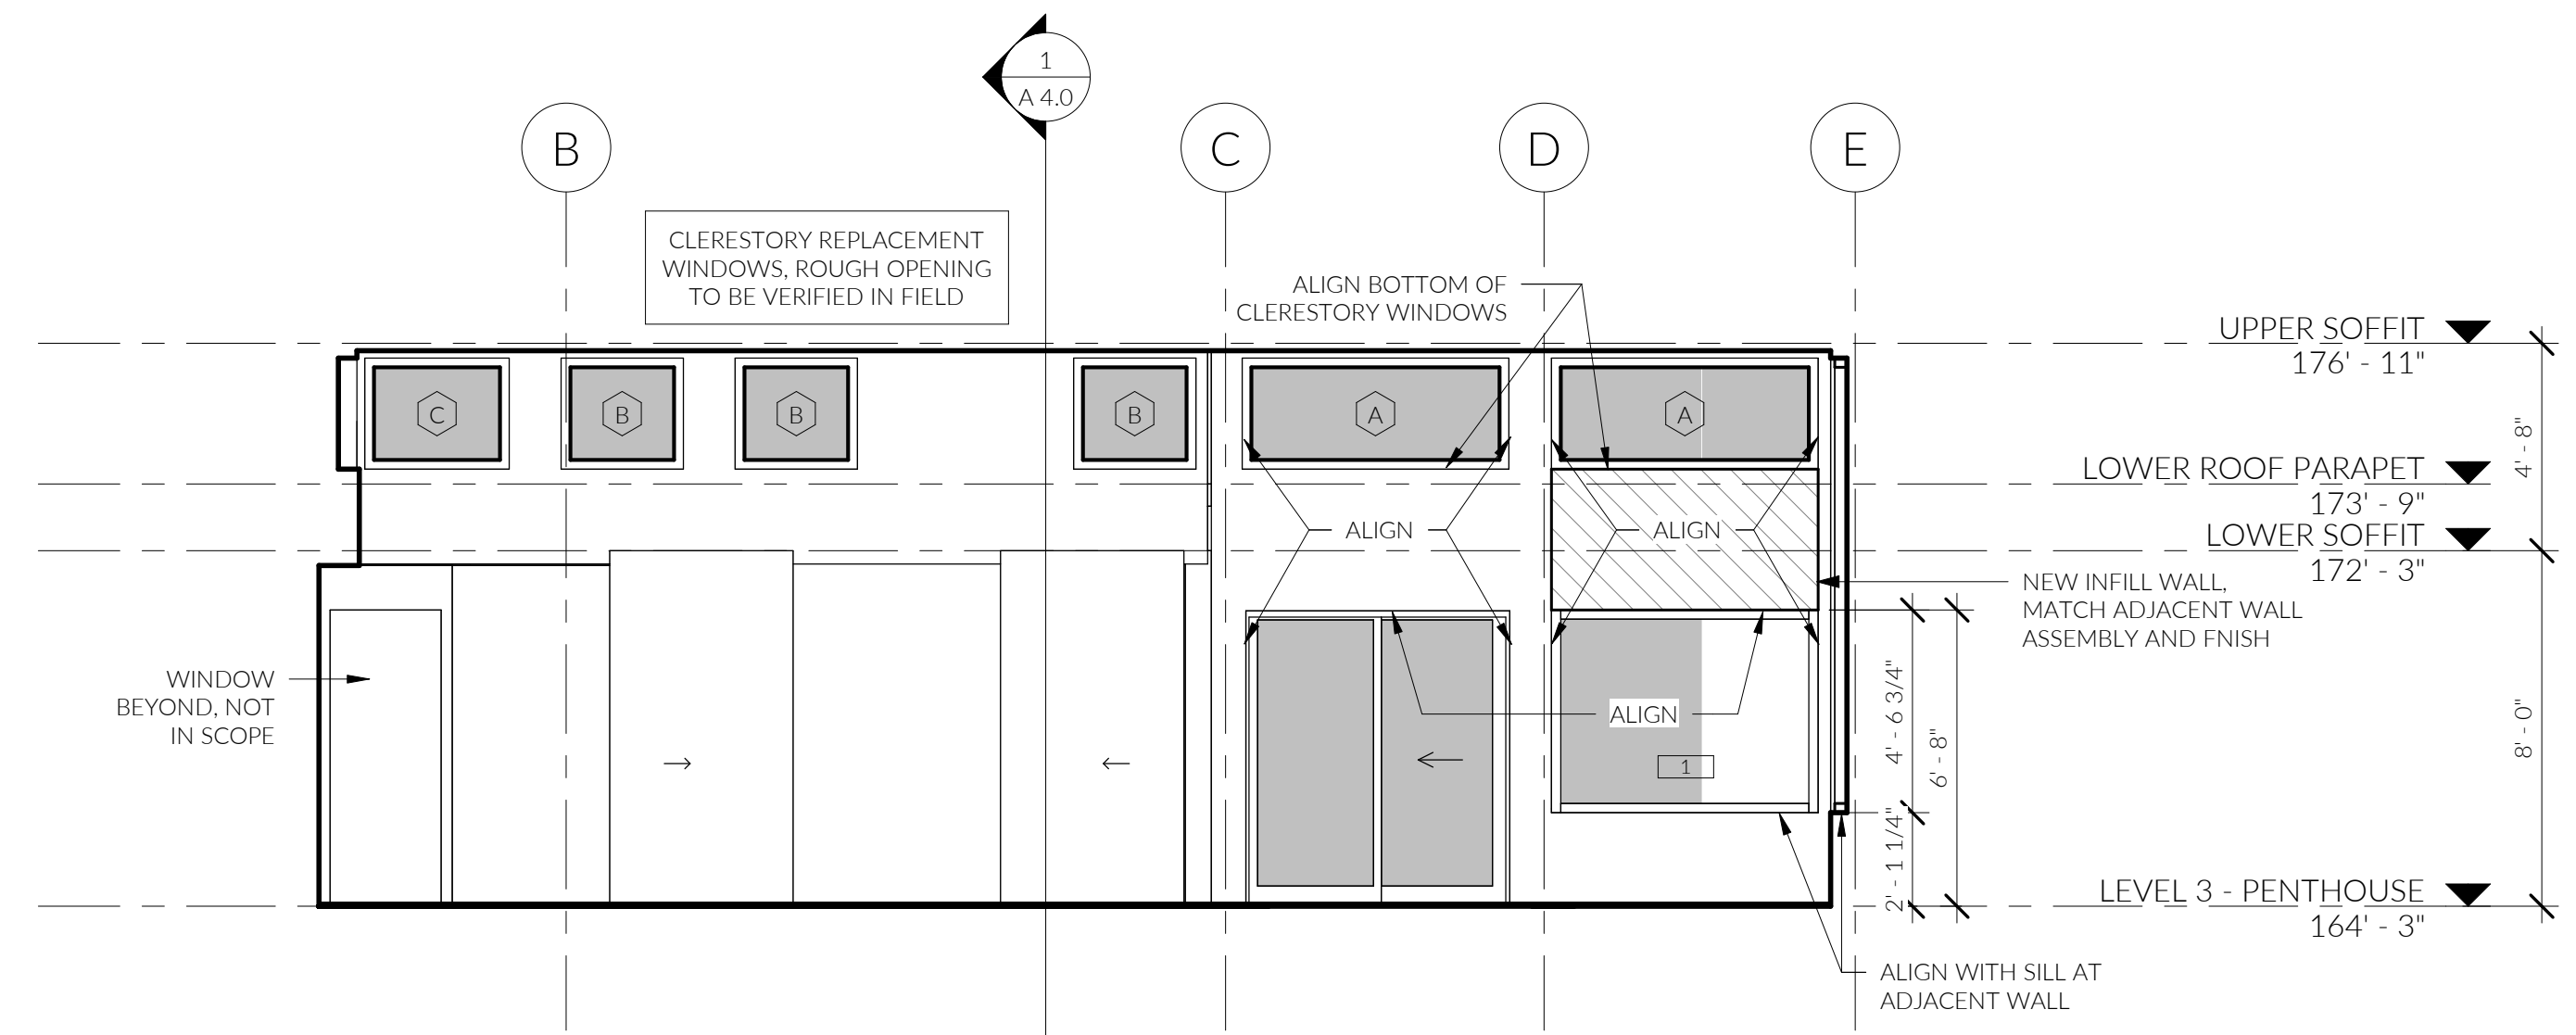 1
A 4.0
B
C
D
E
CLERESTORY REPLACEMENT
WINDOWS, ROUGH OPENING
TO BE VERIFIED IN FIELD
ALIGN BOTTOM OF
CLERESTORY WINDOWS
UPPER SOFFIT
176' - 11"
C
B
B
B
A
A
4' - 8"
LOWER ROOF PARAPET
173' - 9"
ALIGN
ALIGN
LOWER SOFFIT
172' - 3"
NEW INFILL WALL,
MATCH ADJACENT WALL
ASSEMBLY AND FNISH
WINDOW
BEYOND, NOT
IN SCOPE
ALIGN
1
4' - 6 3/4"
6' - 8"
8' - 0"
2' - 1 1/4"
LEVEL 3 - PENTHOUSE
164' - 3"
ALIGN WITH SILL AT
ADJACENT WALL